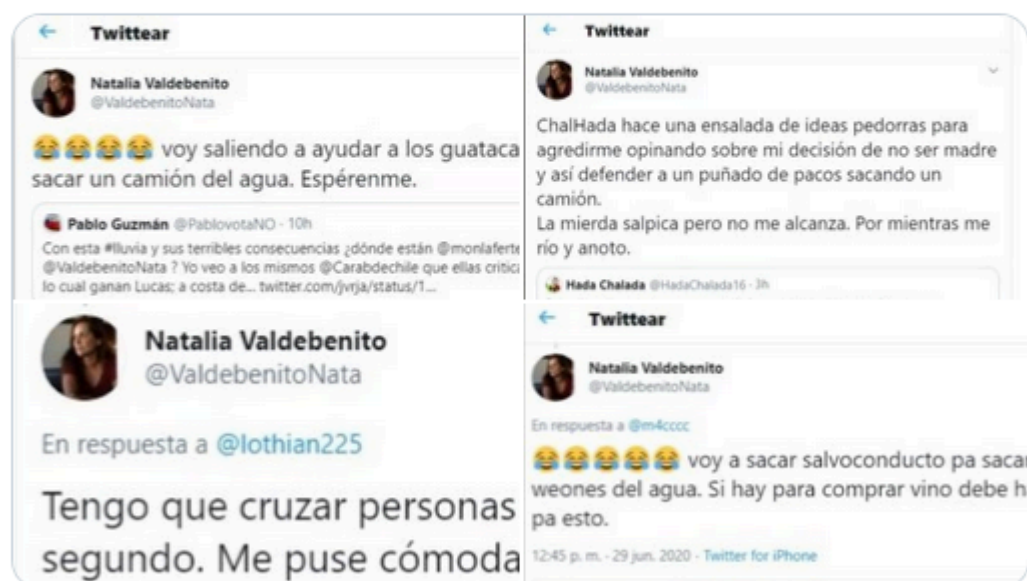 ← Twittear
Natalia Valdebenito
@ValdebenitoNata
😂😂😂😂 voy saliendo a ayudar a los guataca
sacar un camión del agua. Espérenme.
Pablo Guzmán @PablovotaNO · 10h
Con esta #lluvia y sus terribles consecuencias ¿dónde están @monlaferte
@ValdebenitoNata ? Yo veo a los mismos @Carabdechile que ellas critica
lo cual ganan Lucas; a costa de... twitter.com/jvrja/status/1...
← Twittear
Natalia Valdebenito
@ValdebenitoNata
ChalHada hace una ensalada de ideas pedorras para
agredirme opinando sobre mi decisión de no ser madre
y así defender a un puñado de pacos sacando un
camión.
La mierda salpica pero no me alcanza. Por mientras me
río y anoto.
Hada Chalada @HadaChalada16 · 3h
Natalia Valdebenito
@ValdebenitoNata
En respuesta a @lothian225
Tengo que cruzar personas
segundo. Me puse cómoda
← Twittear
Natalia Valdebenito
@ValdebenitoNata
En respuesta a @m4cccc
😂😂😂😂😂 voy a sacar salvoconducto pa sacar
weones del agua. Si hay para comprar vino debe h
pa esto.
12:45 p. m. · 29 jun. 2020 · Twitter for iPhone